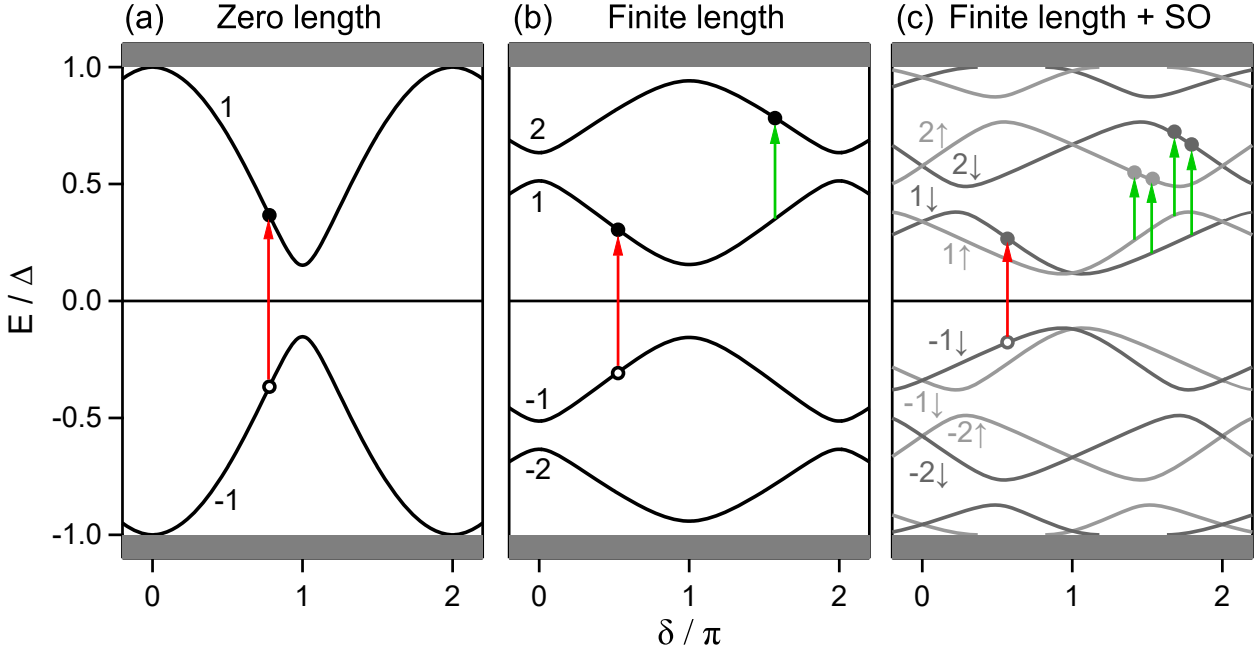 (a) Zero length
(b) Finite length
(c) Finite length + SO
E / Δ
1.0
0.5
0.0
-0.5
-1.0
1
-1
2
1
-1
-2
2↑
2↓
1↓
1↑
-1↓
-1↓
-2↑
-2↓
0 1 2
0 1 2
0 1 2
δ / π